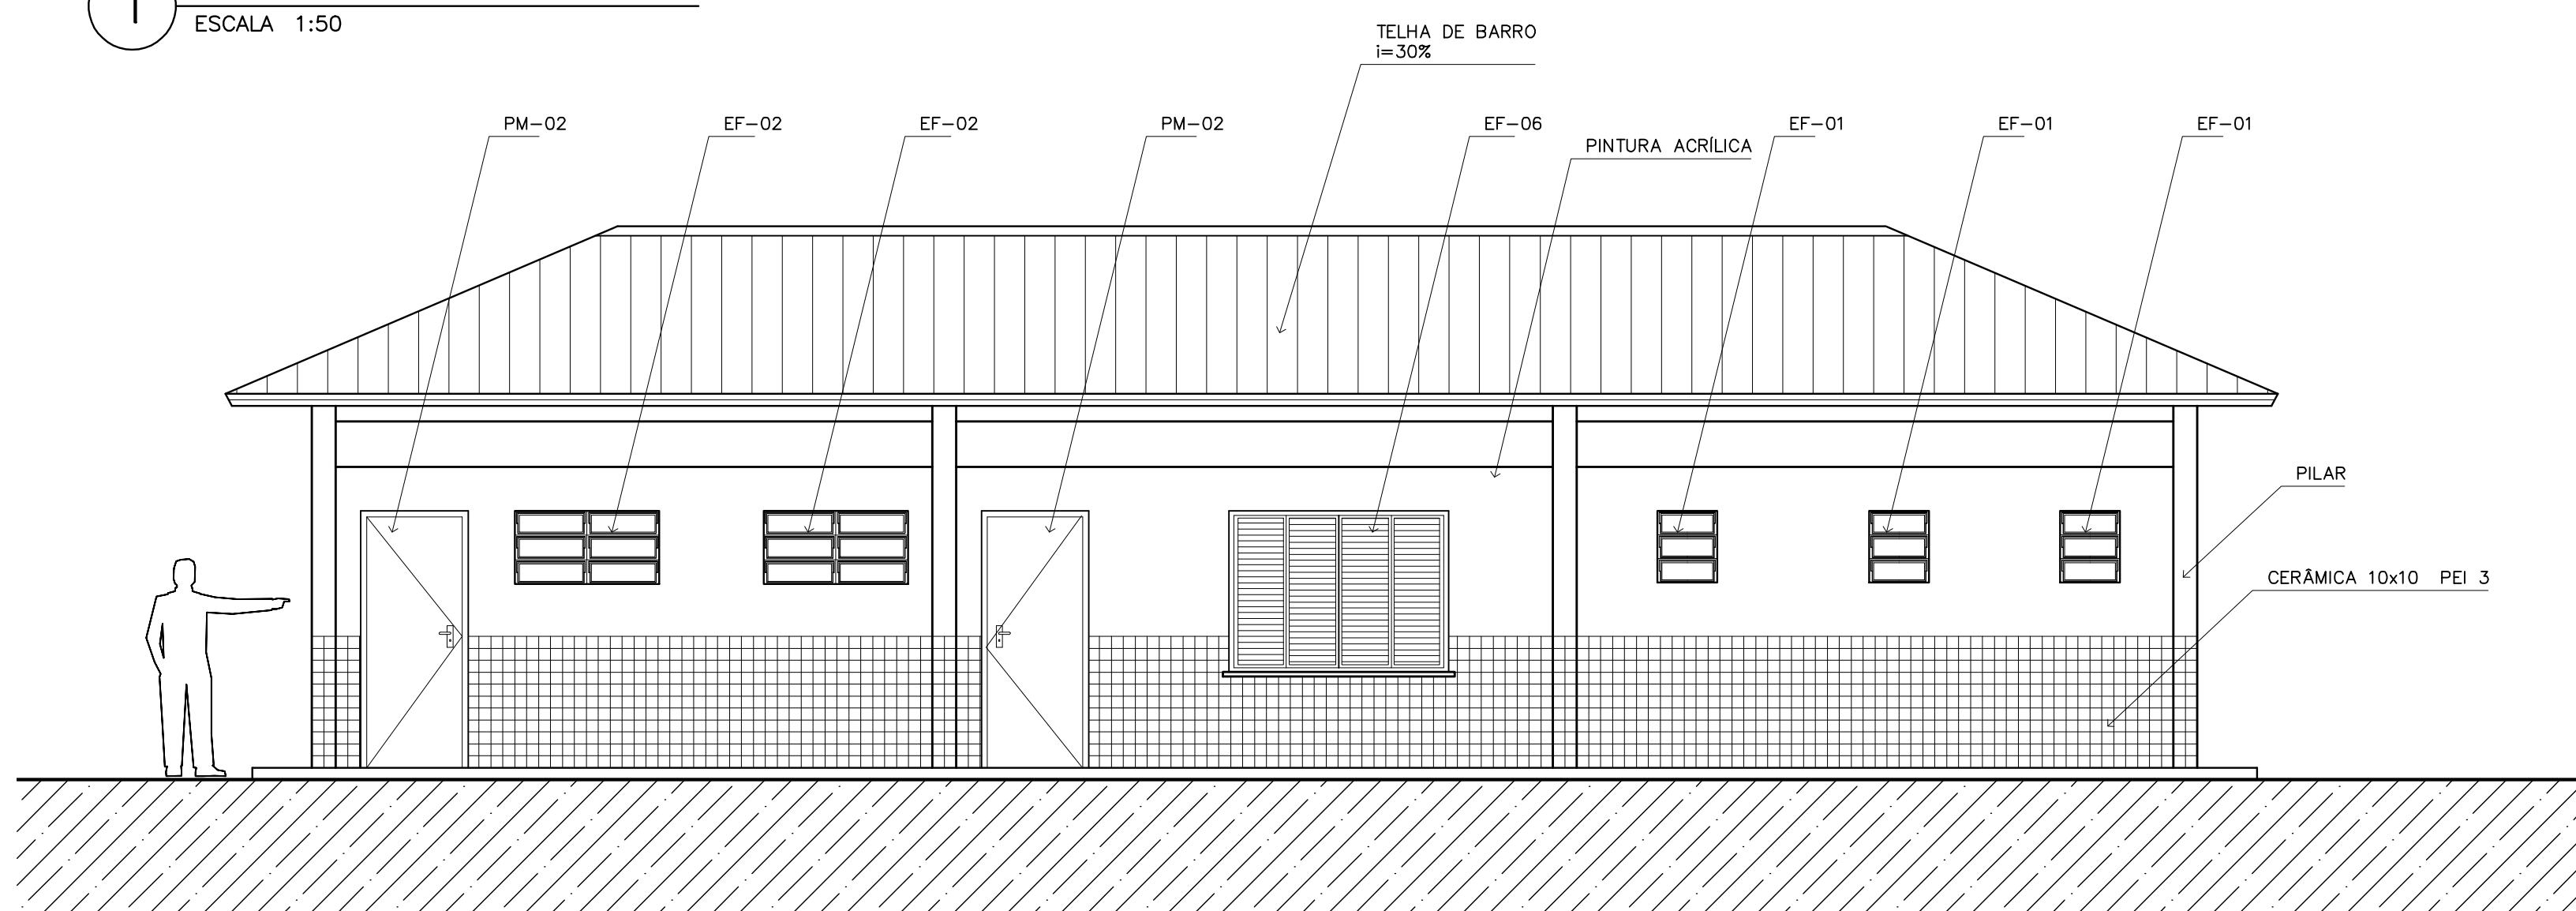 1
ESCALA 1:50
TELHA DE BARRO
i=30%
PM-02
EF-02
EF-02
PM-02
EF-06
PINTURA ACRÍLICA
EF-01
EF-01
EF-01
PILAR
CERÂMICA 10x10 PEI 3